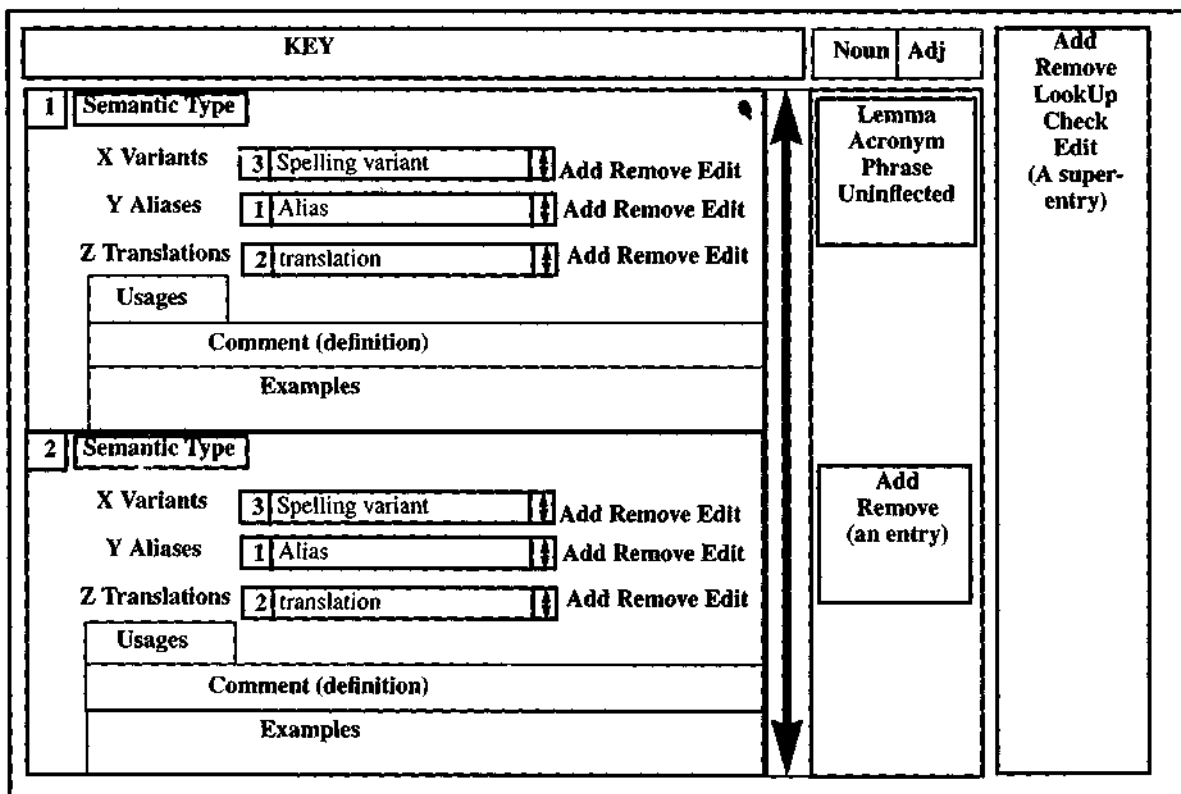 KEY
Noun Adj
1 Semantic Type
X Variants 3 Spelling variant Add Remove Edit
Y Aliases 1 Alias Add Remove Edit
Z Translations 2 translation Add Remove Edit
Usages
Comment (definition)
Examples
2 Semantic Type
X Variants 3 Spelling variant Add Remove Edit
Y Aliases 1 Alias Add Remove Edit
Z Translations 2 translation Add Remove Edit
Usages
Comment (definition)
Examples
Lemma
Acronym
Phrase
Uninflected
Add
Remove
(an entry)
Add
Remove
LookUp
Check
Edit
(A super-
entry)